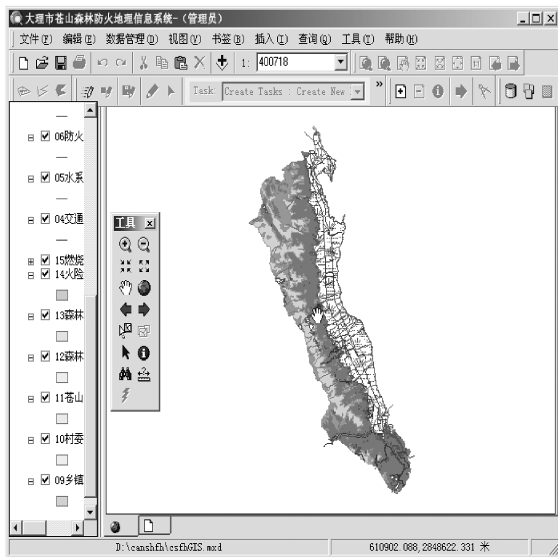 大理市苍山森林防火地理信息系统-(管理员)
文件(F) 编辑(E) 数据管理(D) 视图(V) 书签(B) 插入(I) 查询(Q) 工具(T) 帮助(H)
1: 400718
Task: Create Tasks : Create New
06防火
05水系
04交通
15燃烧
14火险
13森林
12森林
11苍山
10村委
09乡镇
工具
D:\canshfb\csfbGIS.mxd 610902.088,2848622.331 米